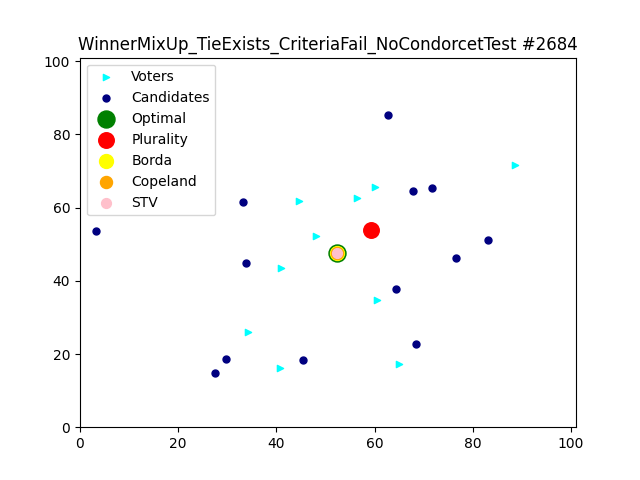 WinnerMixUp_TieExists_CriteriaFail_NoCondorcetTest #2684
100
80
60
40
20
0
Voters
Candidates
Optimal
Plurality
Borda
Copeland
STV
0 20 40 60 80 100